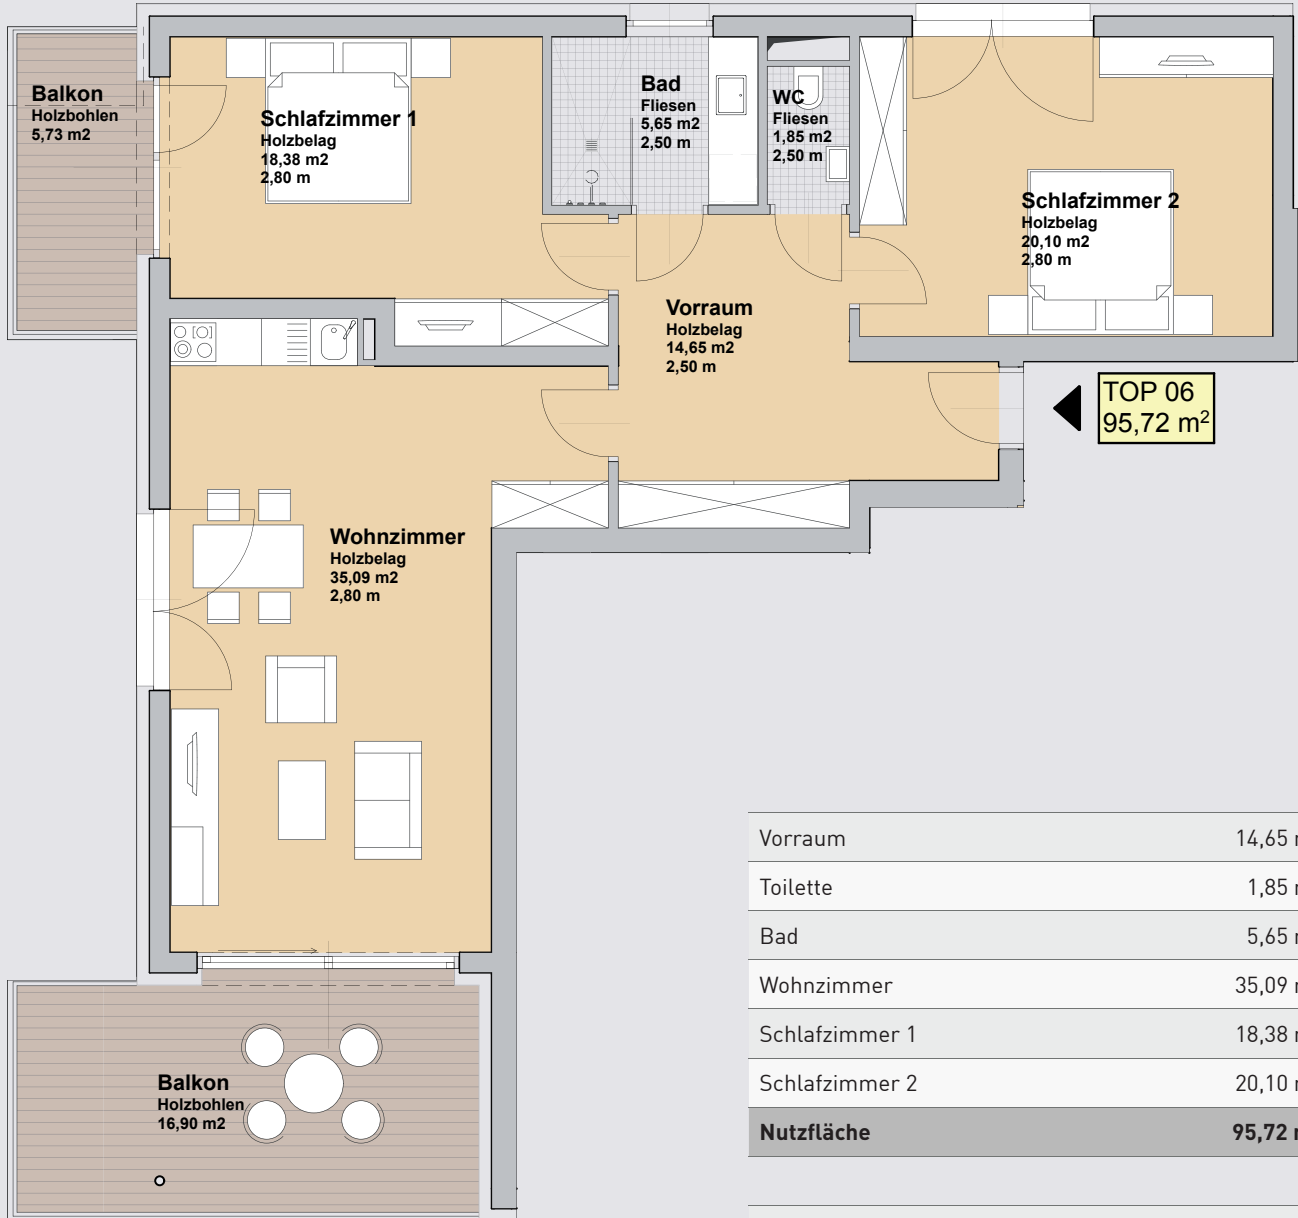 Balkon
Holzbohlen
5,73 m2
Schlafzimmer 1
Holzbelag
18,38 m2
2,80 m
Bad
Fliesen
5,65 m2
2,50 m
WC
Fliesen
1,85 m2
2,50 m
Schlafzimmer 2
Holzbelag
20,10 m2
2,80 m
Vorraum
Holzbelag
14,65 m2
2,50 m
TOP 06
95,72 m²
Wohnzimmer
Holzbelag
35,09 m2
2,80 m
Balkon
Holzbohlen
16,90 m2
Vorraum 14,65
Toilette 1,85
Bad 5,65
Wohnzimmer 35,09
Schlafzimmer 1 18,38
Schlafzimmer 2 20,10
Nutzfläche 95,72